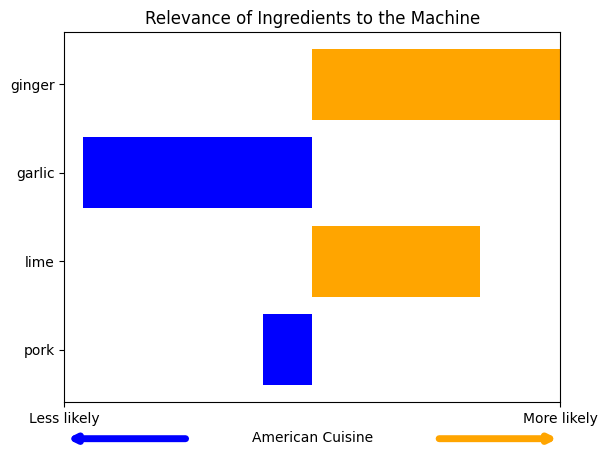 Relevance of Ingredients to the Machine
ginger
garlic
lime
pork
Less likely
More likely
American Cuisine